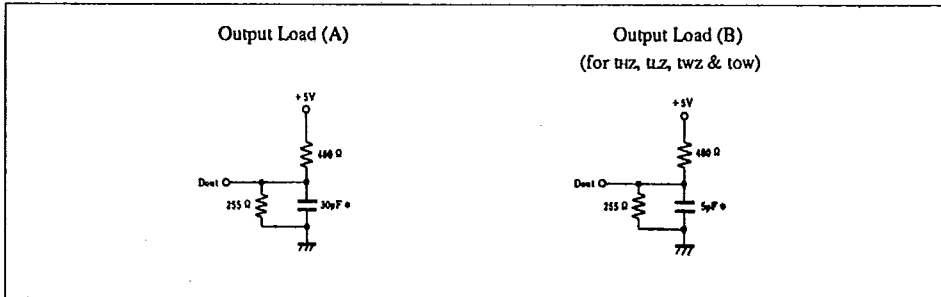 Output Load (A)
+5V
480 Ω
Dout
255 Ω
30pF *
Output Load (B)
(for tHZ, tLZ, tWZ & tOW)
+5V
480 Ω
Dout
255 Ω
5pF *